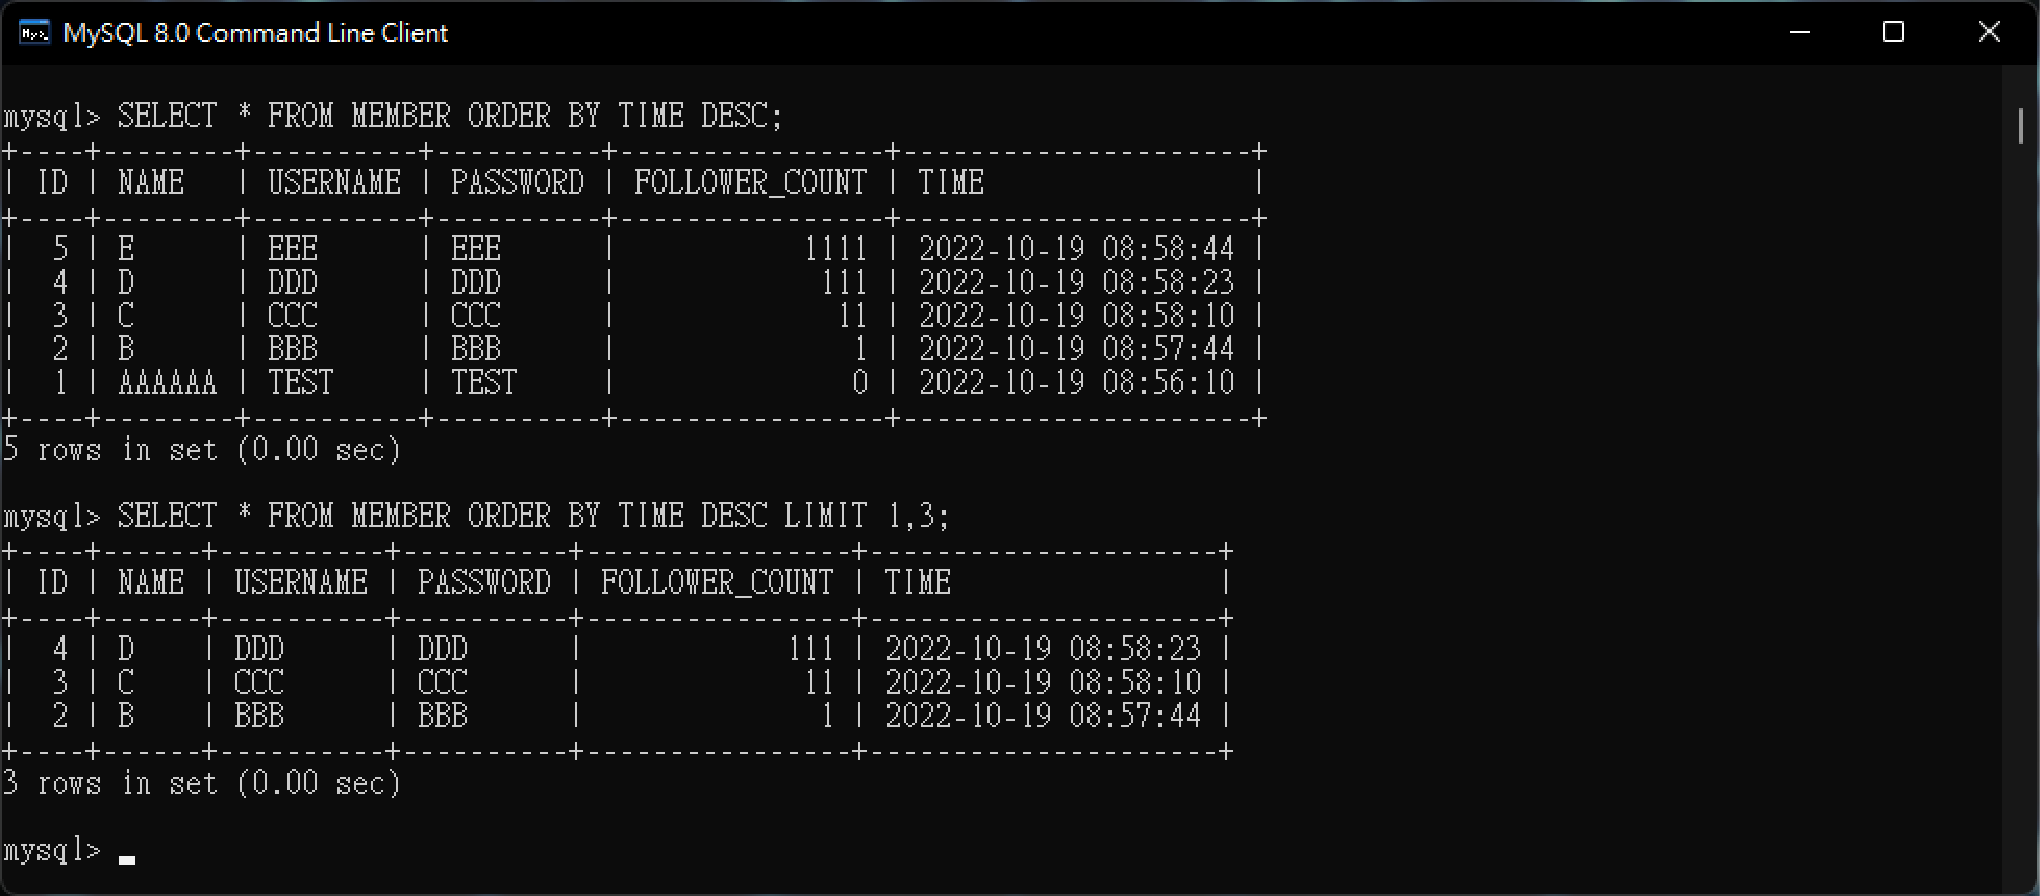 MySQL 8.0 Command Line Client
mysql> SELECT * FROM MEMBER ORDER BY TIME DESC;
+----+--------+----------+----------+----------------+---------------------+
| ID | NAME   | USERNAME | PASSWORD | FOLLOWER_COUNT | TIME                |
+----+--------+----------+----------+----------------+---------------------+
|  5 | E      | EEE      | EEE      |           1111 | 2022-10-19 08:58:44 |
|  4 | D      | DDD      | DDD      |            111 | 2022-10-19 08:58:23 |
|  3 | C      | CCC      | CCC      |             11 | 2022-10-19 08:58:10 |
|  2 | B      | BBB      | BBB      |              1 | 2022-10-19 08:57:44 |
|  1 | AAAAAA | TEST     | TEST     |              0 | 2022-10-19 08:56:10 |
+----+--------+----------+----------+----------------+---------------------+
5 rows in set (0.00 sec)
mysql> SELECT * FROM MEMBER ORDER BY TIME DESC LIMIT 1,3;
+----+------+----------+----------+----------------+---------------------+
| ID | NAME | USERNAME | PASSWORD | FOLLOWER_COUNT | TIME                |
+----+------+----------+----------+----------------+---------------------+
|  4 | D    | DDD      | DDD      |            111 | 2022-10-19 08:58:23 |
|  3 | C    | CCC      | CCC      |             11 | 2022-10-19 08:58:10 |
|  2 | B    | BBB      | BBB      |              1 | 2022-10-19 08:57:44 |
+----+------+----------+----------+----------------+---------------------+
3 rows in set (0.00 sec)
mysql>